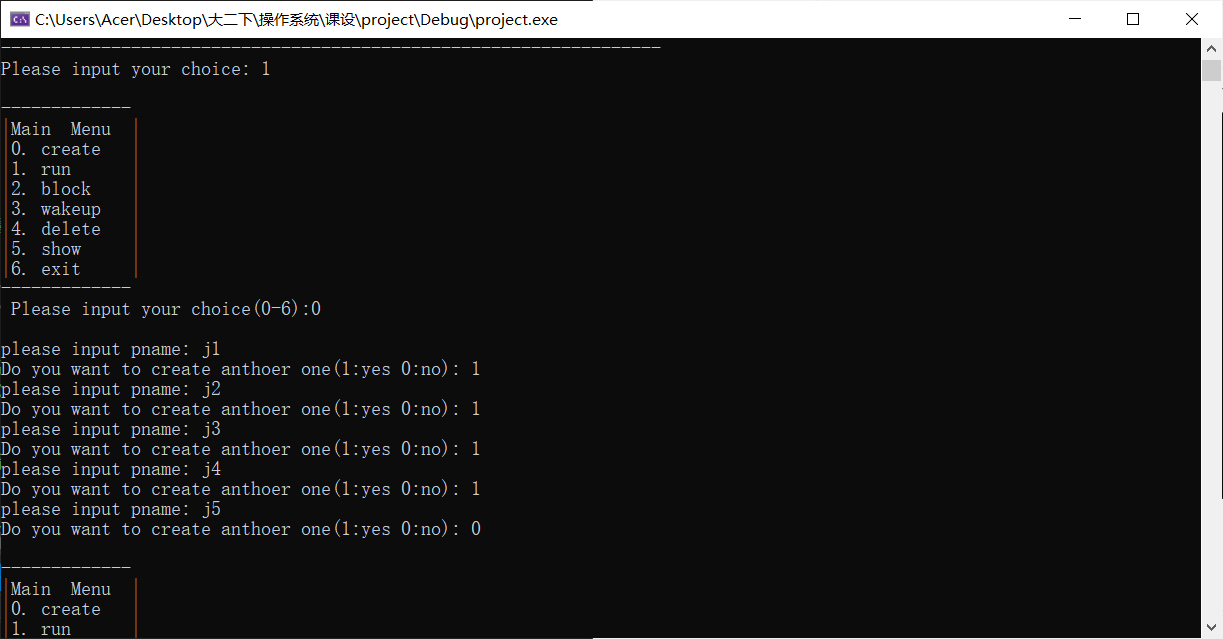 C:\Users\Acer\Desktop\大二下\操作系统\课设\project\Debug\project.exe
------------------------------------------------------------------
Please input your choice: 1
-------------
|Main  Menu  |
0. create
1. run
2. block
3. wakeup
4. delete
5. show
6. exit
-------------
Please input your choice(0-6):0
please input pname: j1
Do you want to create anthoer one(1:yes 0:no): 1
please input pname: j2
Do you want to create anthoer one(1:yes 0:no): 1
please input pname: j3
Do you want to create anthoer one(1:yes 0:no): 1
please input pname: j4
Do you want to create anthoer one(1:yes 0:no): 1
please input pname: j5
Do you want to create anthoer one(1:yes 0:no): 0
-------------
|Main  Menu  |
0. create
1. run